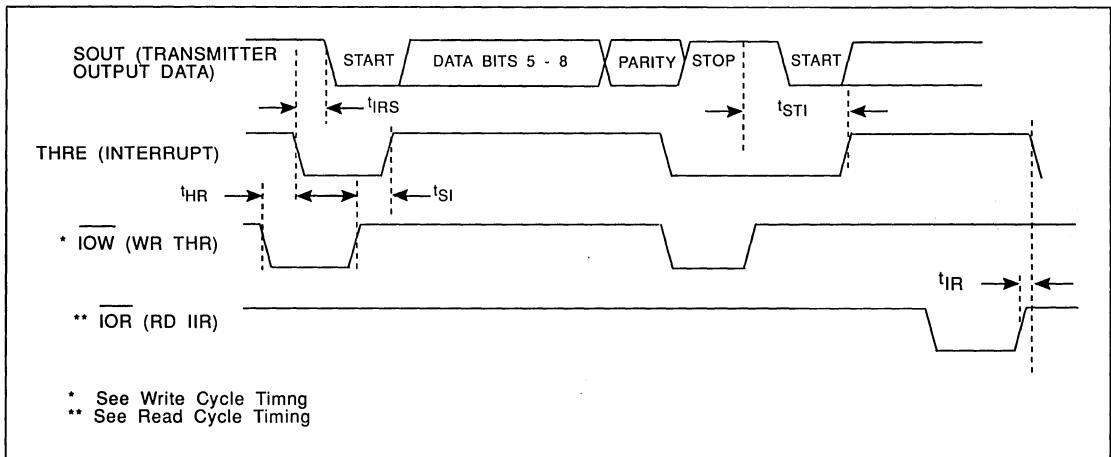 SOUT (TRANSMITTER
OUTPUT DATA)
START
DATA BITS 5 - 8
PARITY
STOP
START
tIRS
tSTI
THRE (INTERRUPT)
tHR
tSI
* IOW (WR THR)
tIR
** IOR (RD IIR)
* See Write Cycle Timng
** See Read Cycle Timing